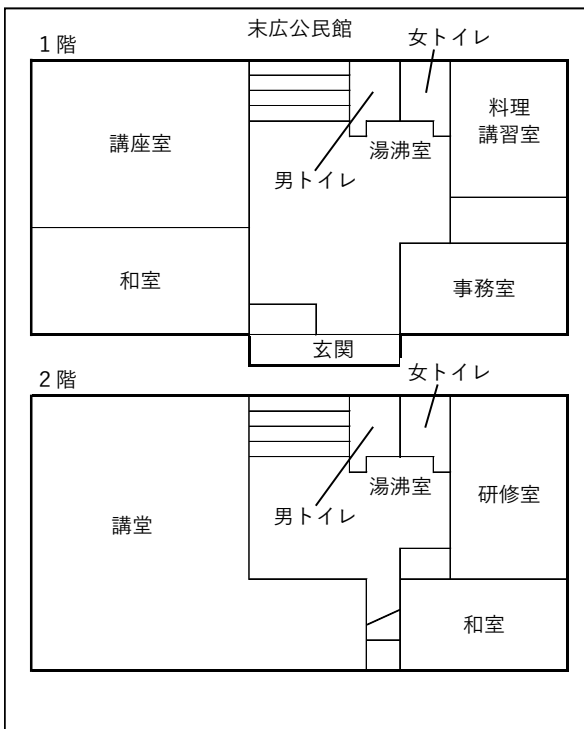 末広公民館
1階
女トイレ
料理
講習室
講座室
湯沸室
男トイレ
和室
事務室
玄関
2階
女トイレ
湯沸室
研修室
男トイレ
講堂
和室